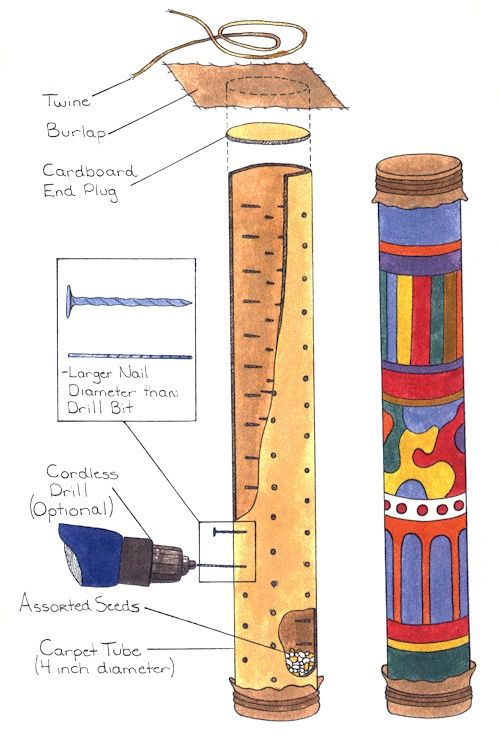 Twine
Burlap
Cardboard
End Plug
-Larger Nail
Diameter than
Drill Bit
Cordless
Drill
(Optional)
Assorted Seeds
Carpet Tube
(4 inch diameter)